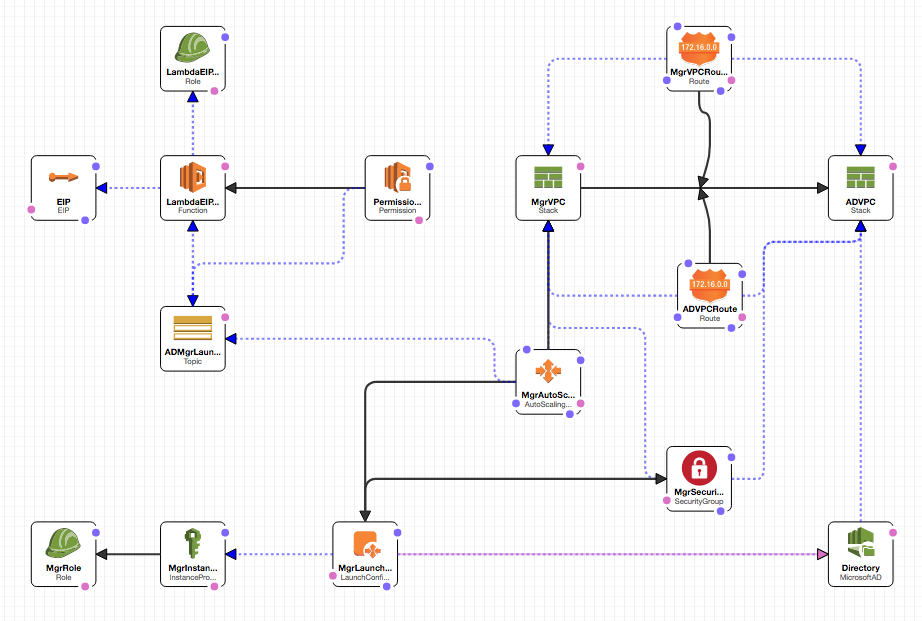 LambdaEIP...
Role
172.16.0.0
MgrVPCRou...
Route
EIP
EIP
LambdaEIP...
Function
Permissio...
Permission
MgrVPC
Stack
ADVPC
Stack
172.16.0.0
ADVPCRoute
Route
ADMgrLaun...
Topic
MgrAutoSc...
AutoScaling...
MgrSecuri...
SecurityGroup
MgrRole
Role
MgrInstan...
InstancePro...
MgrLaunch...
LaunchConfi...
Directory
MicrosoftAD